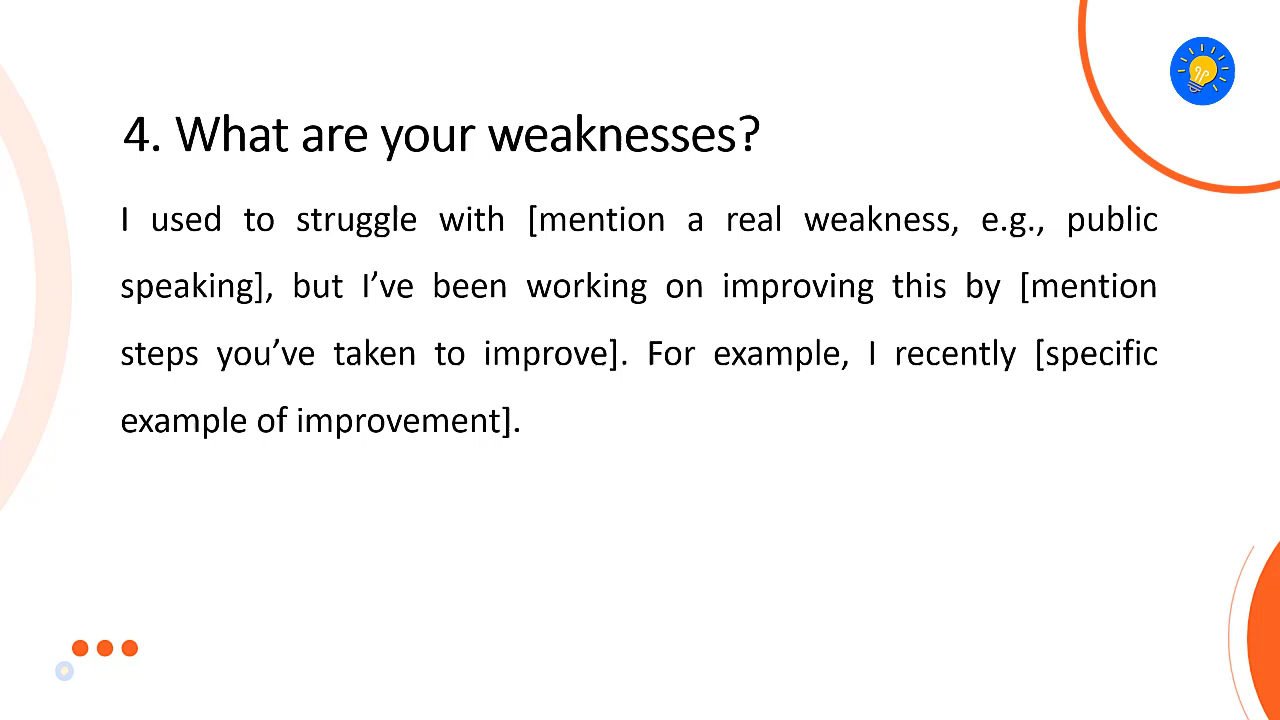 4. What are your weaknesses?
I used to struggle with [mention a real weakness, e.g., public
speaking], but I’ve been working on improving this by [mention
steps you’ve taken to improve]. For example, I recently [specific
example of improvement].